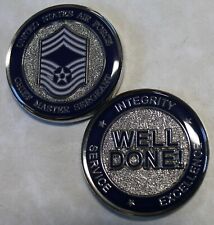 UNITED STATES AIR FORCE
CHIEF MASTER SERGEANT
INTEGRITY
WELL
DONE!
SERVICE
EXCELLENCE